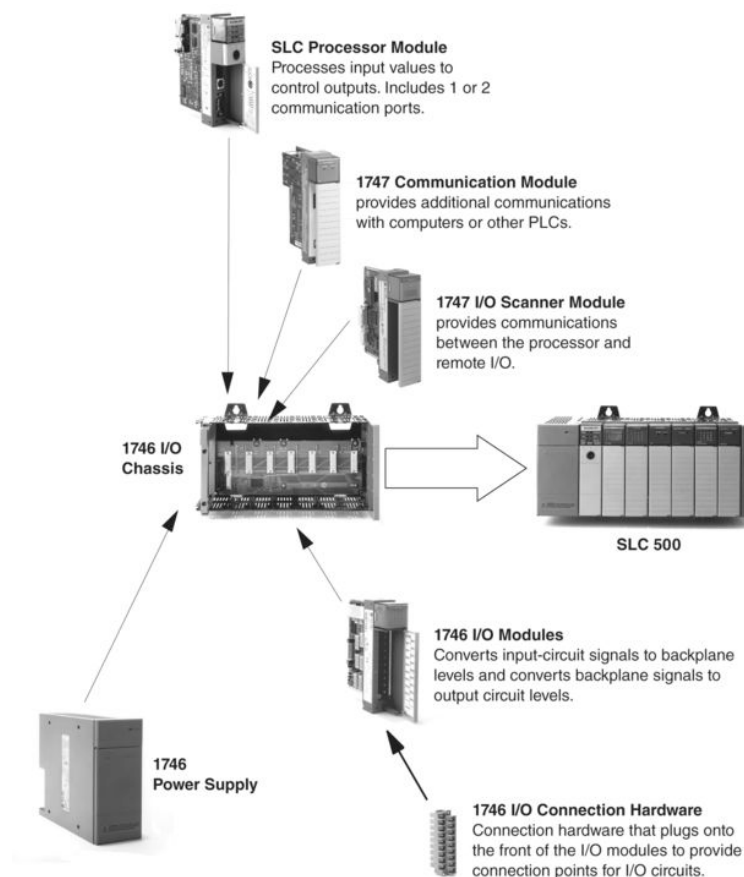 SLC Processor Module
Processes input values to
control outputs. Includes 1 or 2
communication ports.
1747 Communication Module
provides additional communications
with computers or other PLCs.
1747 I/O Scanner Module
provides communications
between the processor and
remote I/O.
1746 I/O
Chassis
SLC 500
1746 I/O Modules
Converts input-circuit signals to backplane
levels and converts backplane signals to
output circuit levels.
1746
Power Supply
1746 I/O Connection Hardware
Connection hardware that plugs onto
the front of the I/O modules to provide
connection points for I/O circuits.